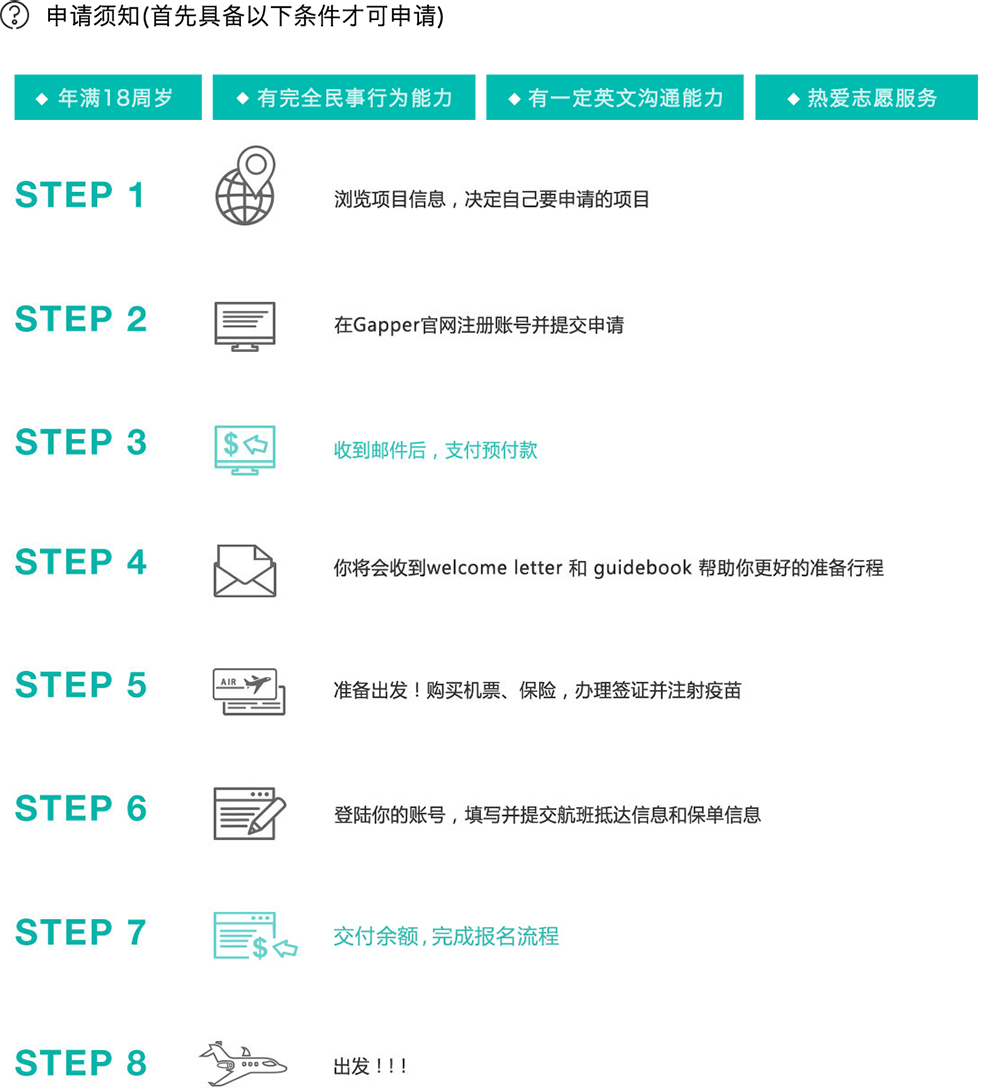 ? 申请须知(首先具备以下条件才可申请)
◆ 年满18周岁 ◆ 有完全民事行为能力 ◆ 有一定英文沟通能力 ◆ 热爱志愿服务
STEP 1 浏览项目信息，决定自己要申请的项目
STEP 2 在Gapper官网注册账号并提交申请
STEP 3 $ 收到邮件后，支付预付款
STEP 4 你将会收到welcome letter 和 guidebook 帮助你更好的准备行程
STEP 5 AIR 准备出发！购买机票、保险，办理签证并注射疫苗
STEP 6 登陆你的账号，填写并提交航班抵达信息和保单信息
STEP 7 $ 交付余额,完成报名流程
STEP 8 出发！！！